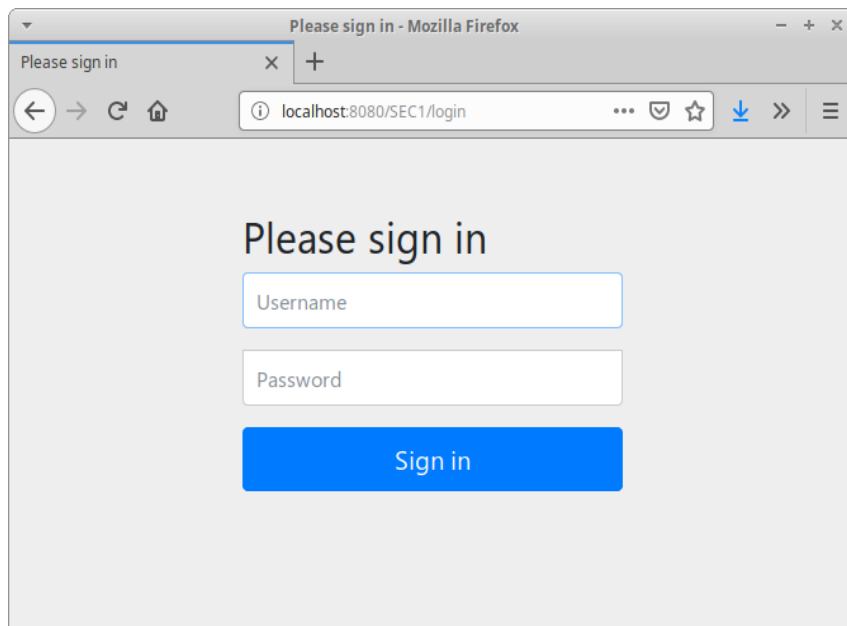 Please sign in - Mozilla Firefox
Please sign in
localhost:8080/SEC1/login
Please sign in
Username
Password
Sign in